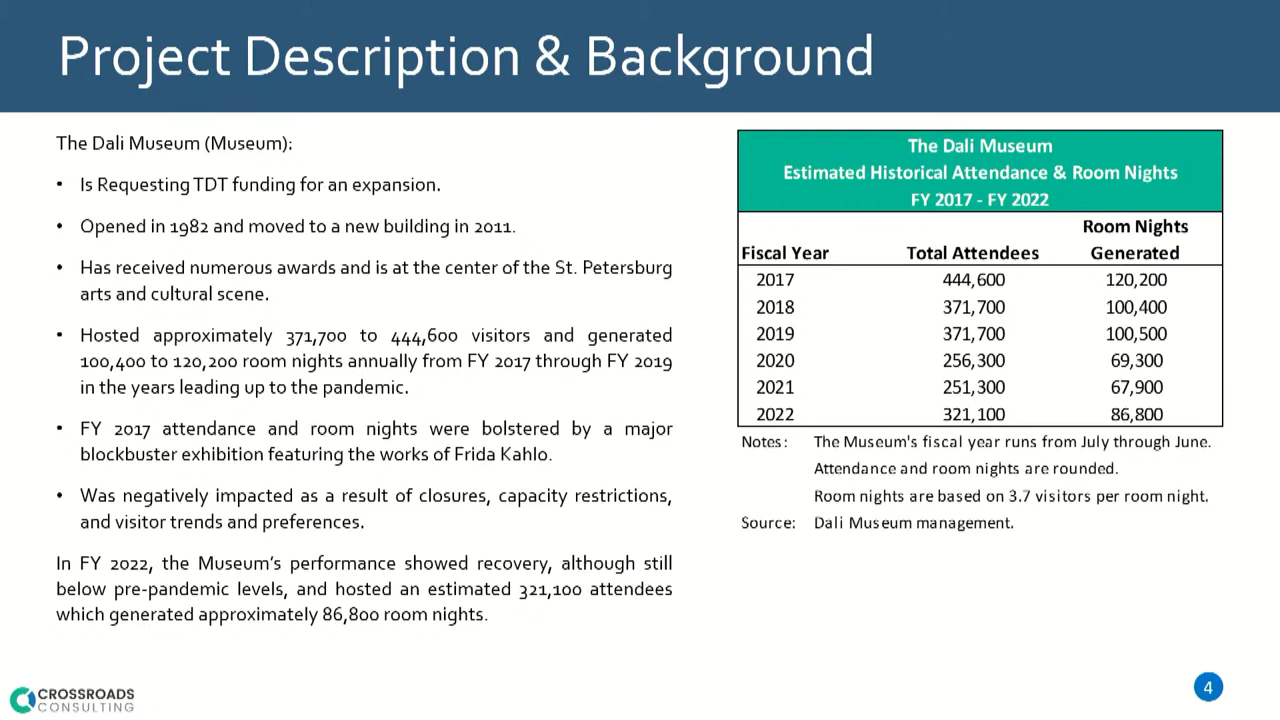 Project Description & Background
The Dali Museum (Museum):
• Is Requesting TDT funding for an expansion.
• Opened in 1982 and moved to a new building in 2011.
• Has received numerous awards and is at the center of the St. Petersburg
arts and cultural scene.
• Hosted approximately 371,700 to 444,600 visitors and generated
100,400 to 120,200 room nights annually from FY 2017 through FY 2019
in the years leading up to the pandemic.
• FY 2017 attendance and room nights were bolstered by a major
blockbuster exhibition featuring the works of Frida Kahlo.
• Was negatively impacted as a result of closures, capacity restrictions,
and visitor trends and preferences.
In FY 2022, the Museum's performance showed recovery, although still
below pre-pandemic levels, and hosted an estimated 321,100 attendees
which generated approximately 86,800 room nights.
The Dali Museum
Estimated Historical Attendance & Room Nights
FY 2017 - FY 2022
Room Nights
Fiscal Year Total Attendees Generated
2017 444,600 120,200
2018 371,700 100,400
2019 371,700 100,500
2020 256,300 69,300
2021 251,300 67,900
2022 321,100 86,800
Notes: The Museum's fiscal year runs from July through June.
Attendance and room nights are rounded.
Room nights are based on 3.7 visitors per room night.
Source: Dali Museum management.
CROSSROADS
CONSULTING
4